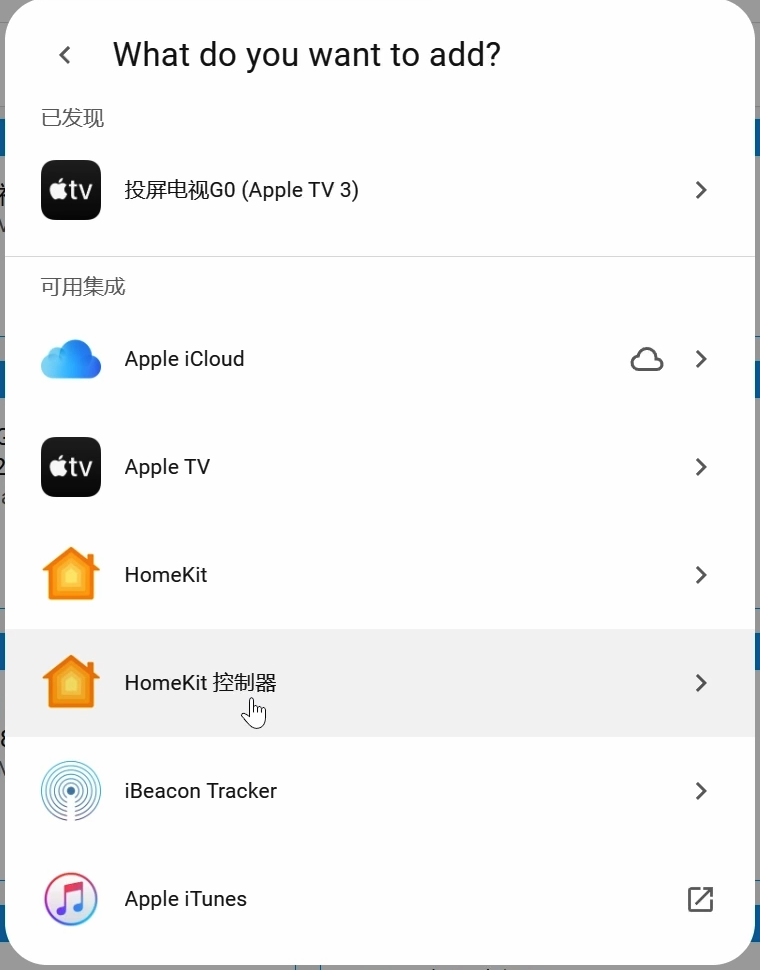 What do you want to add?
已发现
tv
投屏电视G0 (Apple TV 3)
可用集成
Apple iCloud
tv
Apple TV
HomeKit
HomeKit 控制器
iBeacon Tracker
Apple iTunes